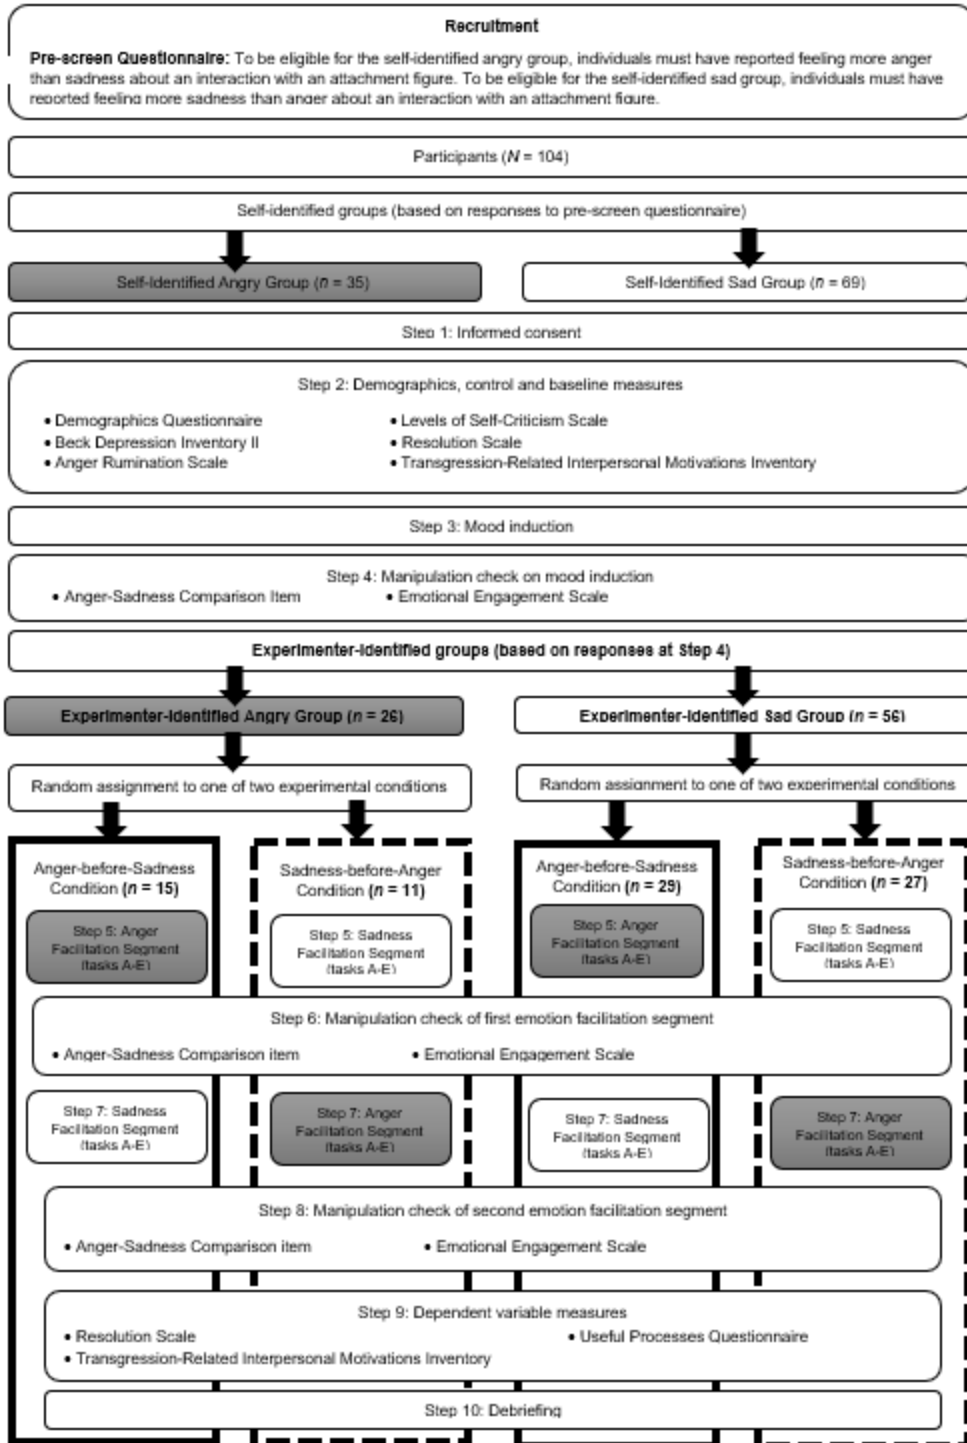 Recruitment
Pre-screen Questionnaire: To be eligible for the self-identified angry group, individuals must have reported feeling more anger
than sadness about an interaction with an attachment figure. To be eligible for the self-identified sad group, individuals must have
reported feeling more sadness than anger about an interaction with an attachment figure.
Participants (N = 104)
Self-identified groups (based on responses to pre-screen questionnaire)
Self-Identified Angry Group (n = 35)
Self-Identified Sad Group (n = 69)
Step 1: Informed consent
Step 2: Demographics, control and baseline measures
• Demographics Questionnaire
• Levels of Self-Criticism Scale
• Beck Depression Inventory II
• Resolution Scale
• Anger Rumination Scale
• Transgression-Related Interpersonal Motivations Inventory
Step 3: Mood induction
Step 4: Manipulation check on mood induction
• Anger-Sadness Comparison Item
• Emotional Engagement Scale
Experimenter-identified groups (based on responses at Step 4)
Experimenter-Identified Angry Group (n = 26)
Experimenter-Identified Sad Group (n = 56)
Random assignment to one of two experimental conditions
Random assignment to one of two experimental conditions
Anger-before-Sadness
Condition (n = 15)
Sadness-before-Anger
Condition (n = 11)
Anger-before-Sadness
Condition (n = 29)
Sadness-before-Anger
Condition (n = 27)
Step 5: Anger
Facilitation Segment
(tasks A-E)
Step 5: Sadness
Facilitation Segment
(tasks A-E)
Step 5: Anger
Facilitation Segment
(tasks A-E)
Step 5: Sadness
Facilitation Segment
(tasks A-E)
Step 6: Manipulation check of first emotion facilitation segment
• Anger-Sadness Comparison item
• Emotional Engagement Scale
Step 7: Sadness
Facilitation Segment
(tasks A-E)
Step 7: Anger
Facilitation Segment
(tasks A-E)
Step 7: Sadness
Facilitation Segment
(tasks A-E)
Step 7: Anger
Facilitation Segment
(tasks A-E)
Step 8: Manipulation check of second emotion facilitation segment
• Anger-Sadness Comparison item
• Emotional Engagement Scale
Step 9: Dependent variable measures
• Resolution Scale
• Useful Processes Questionnaire
• Transgression-Related Interpersonal Motivations Inventory
Step 10: Debriefing